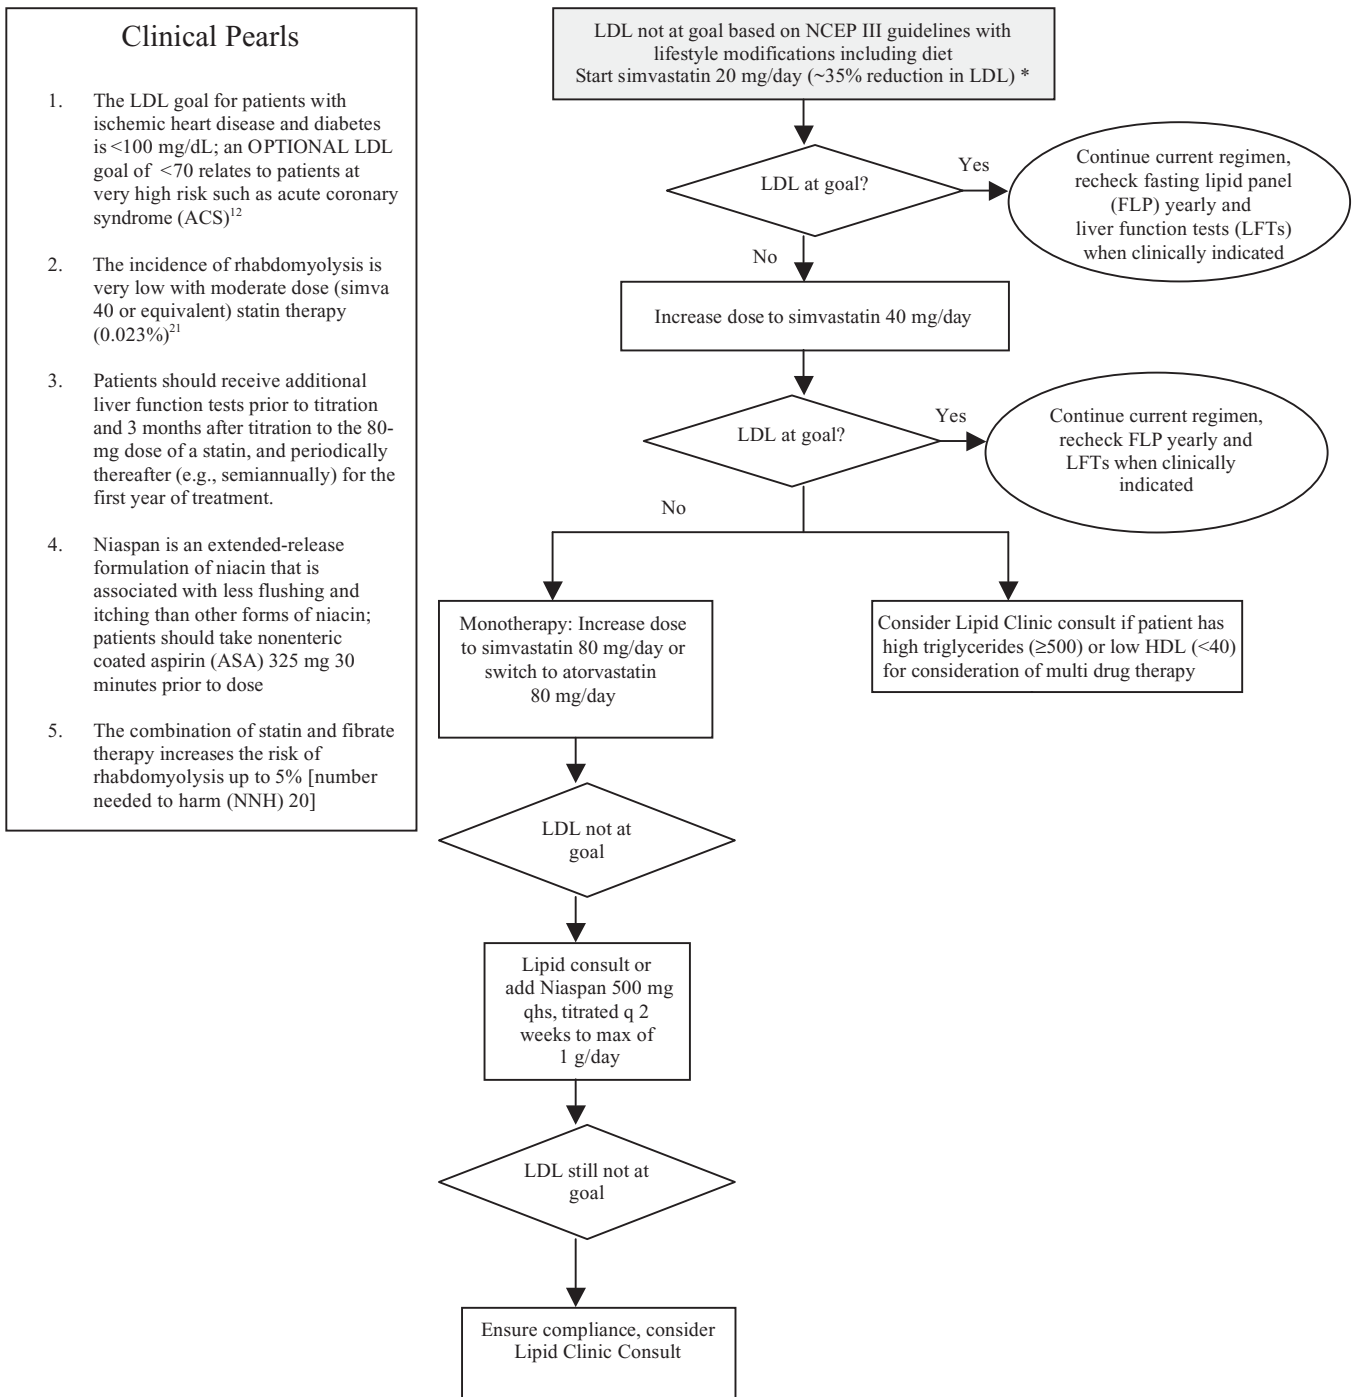 Clinical Pearls
1. The LDL goal for patients with
ischemic heart disease and diabetes
is <100 mg/dL; an OPTIONAL LDL
goal of <70 relates to patients at
very high risk such as acute coronary
syndrome (ACS)12
2. The incidence of rhabdomyolysis is
very low with moderate dose (simva
40 or equivalent) statin therapy
(0.023%)21
3. Patients should receive additional
liver function tests prior to titration
and 3 months after titration to the 80-
mg dose of a statin, and periodically
thereafter (e.g., semiannually) for the
first year of treatment.
4. Niaspan is an extended-release
formulation of niacin that is
associated with less flushing and
itching than other forms of niacin;
patients should take nonenteric
coated aspirin (ASA) 325 mg 30
minutes prior to dose
5. The combination of statin and fibrate
therapy increases the risk of
rhabdomyolysis up to 5% [number
needed to harm (NNH) 20]
LDL not at goal based on NCEP III guidelines with
lifestyle modifications including diet
Start simvastatin 20 mg/day (~35% reduction in LDL) *
LDL at goal?
Yes
Continue current regimen,
recheck fasting lipid panel
(FLP) yearly and
liver function tests (LFTs)
when clinically indicated
No
Increase dose to simvastatin 40 mg/day
LDL at goal?
Yes
Continue current regimen,
recheck FLP yearly and
LFTs when clinically
indicated
No
Monotherapy: Increase dose
to simvastatin 80 mg/day or
switch to atorvastatin
80 mg/day
Consider Lipid Clinic consult if patient has
high triglycerides (≥500) or low HDL (<40)
for consideration of multi drug therapy
LDL not at
goal
Lipid consult or
add Niaspan 500 mg
qhs, titrated q 2
weeks to max of
1 g/day
LDL still not at
goal
Ensure compliance, consider
Lipid Clinic Consult